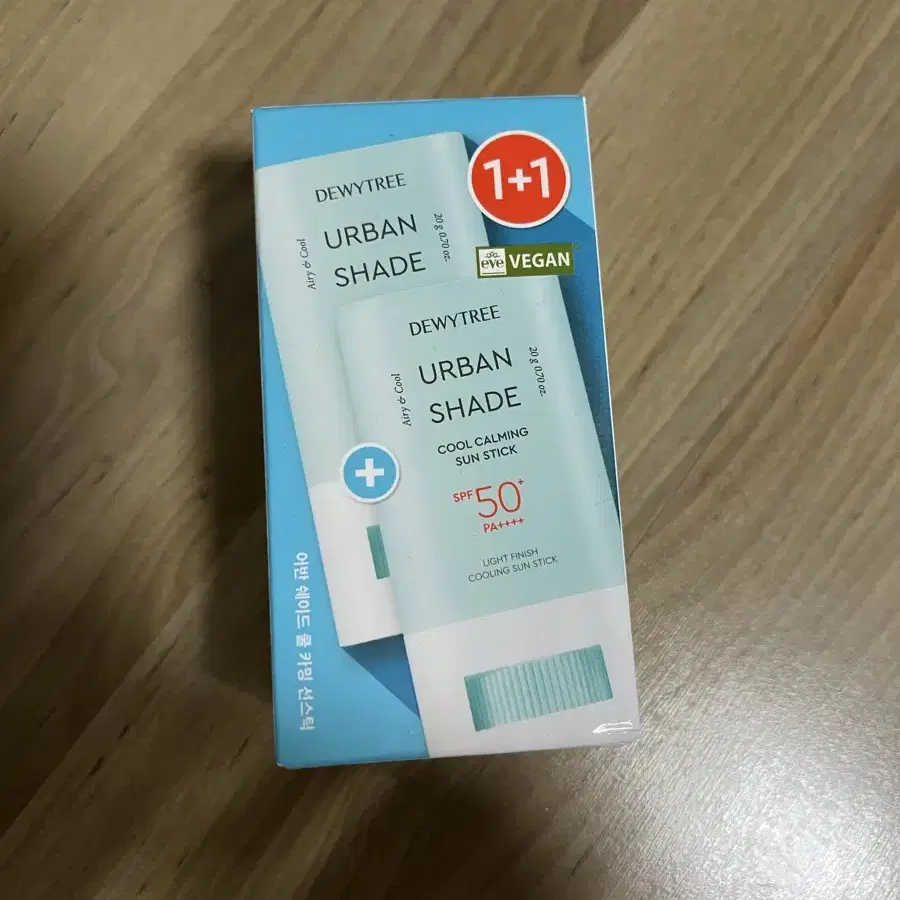 DEWYTREE
URBAN
SHADE
Airy & Cool
20 g 0.70 oz.
1+1
eve VEGAN
DEWYTREE
URBAN
SHADE
Airy & Cool
20 g 0.70 oz.
COOL CALMING
SUN STICK
SPF 50+
PA++++
LIGHT FINISH
COOLING SUN STICK
+
어반 쉐이드 쿨 카밍 선스틱